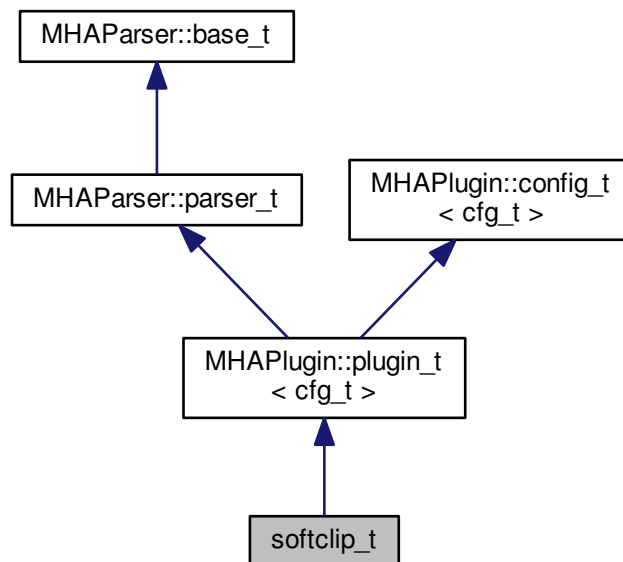 MHAParser::base_t
MHAParser::parser_t
MHAPlugin::config_t
< cfg_t >
MHAPlugin::plugin_t
< cfg_t >
softclip_t